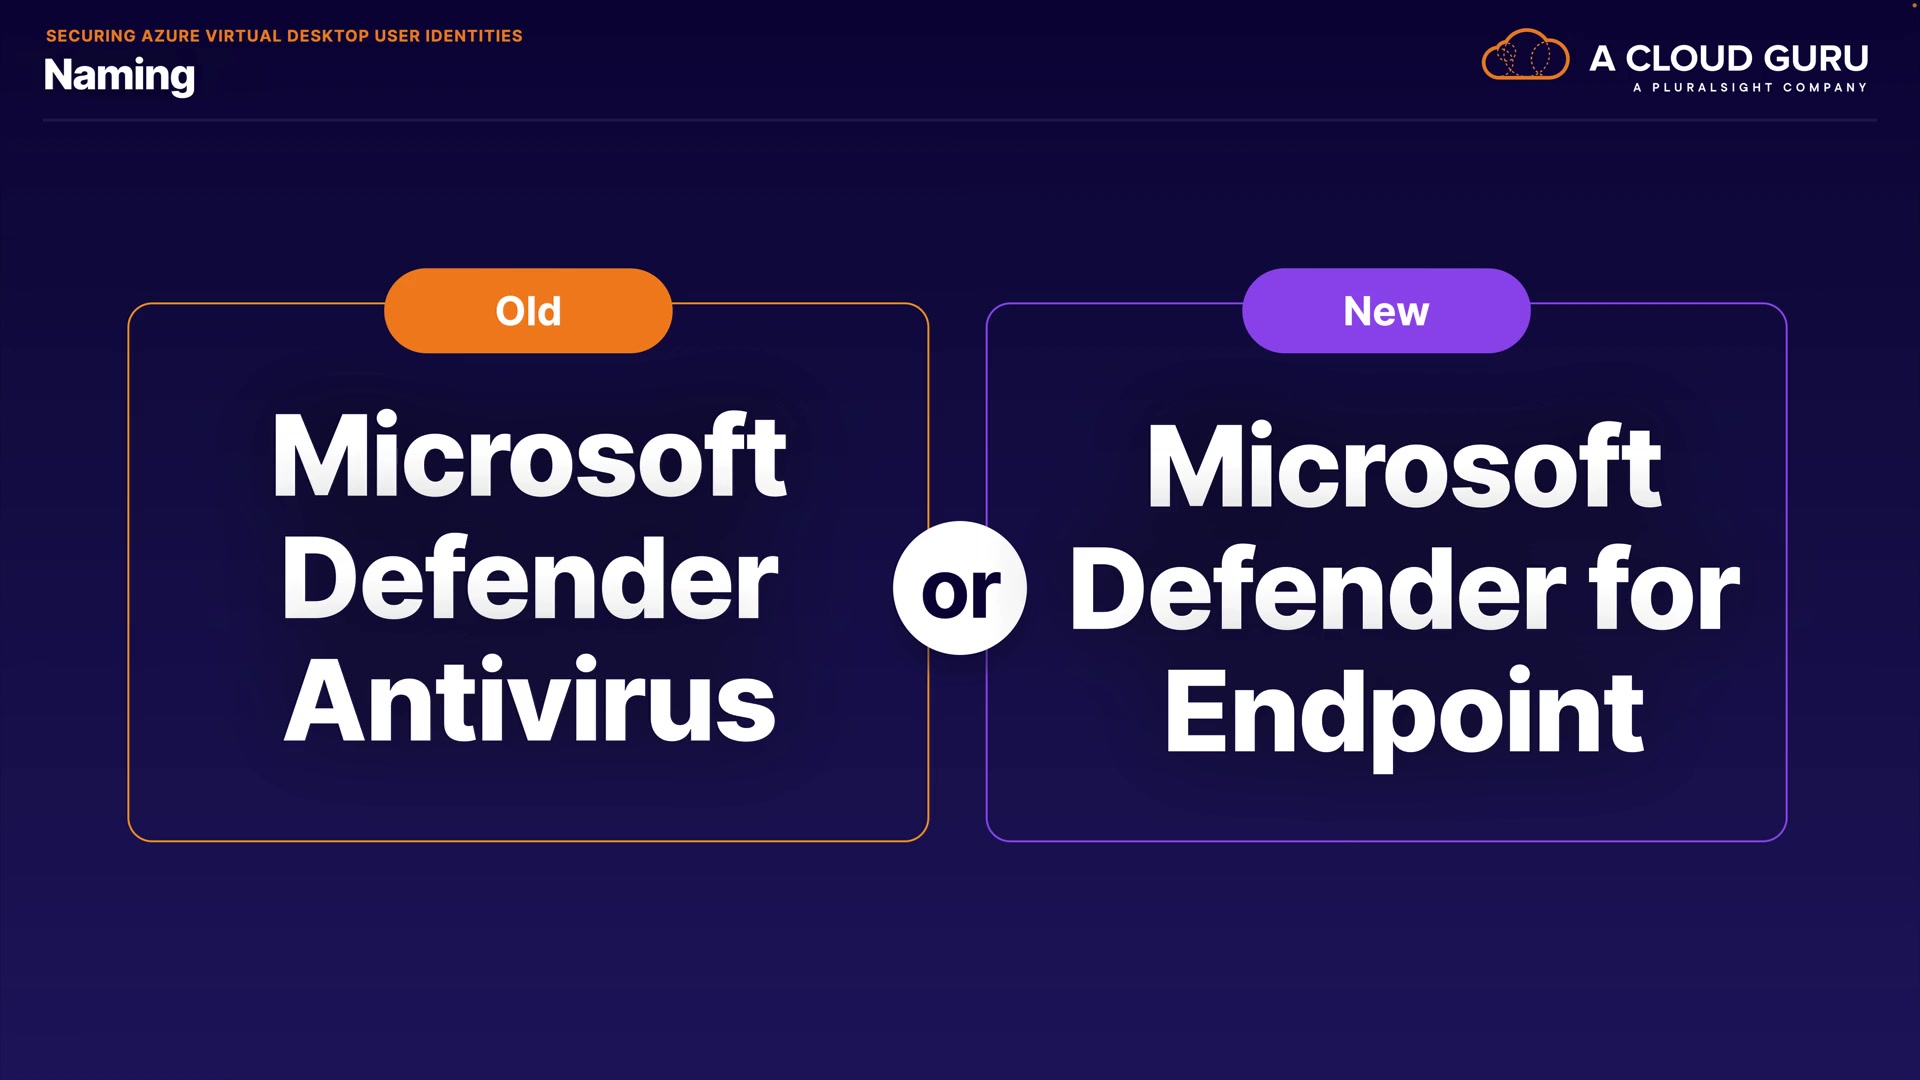 SECURING AZURE VIRTUAL DESKTOP USER IDENTITIES
Naming
A CLOUD GURU
A PLURALSIGHT COMPANY
Old
Microsoft
Defender
Antivirus
or
New
Microsoft
Defender for
Endpoint